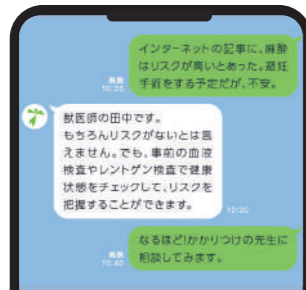 インターネットの記事に、麻酔
はリスクが高いとあった。避妊
手術をする予定だが、不安。
既読
10:30
獣医師の田中です。
もちろんリスクがないとは言
えません。でも、事前の血液
検査やレントゲン検査で健康
状態をチェックして、リスクを
把握することができます。
10:30
なるほど!かかりつけの先生に
相談してみます。
既読
10:40